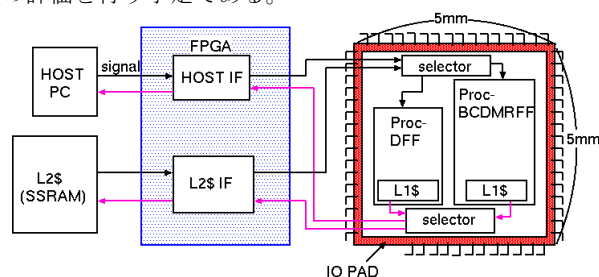 の評価を行う予定である。
5mm
FPGA
HOST PC
signal
HOST IF
selector
Proc-DFF
Proc-BCDMRFF
5mm
L2$ (SSRAM)
L2$ IF
L1$
L1$
selector
IO PAD